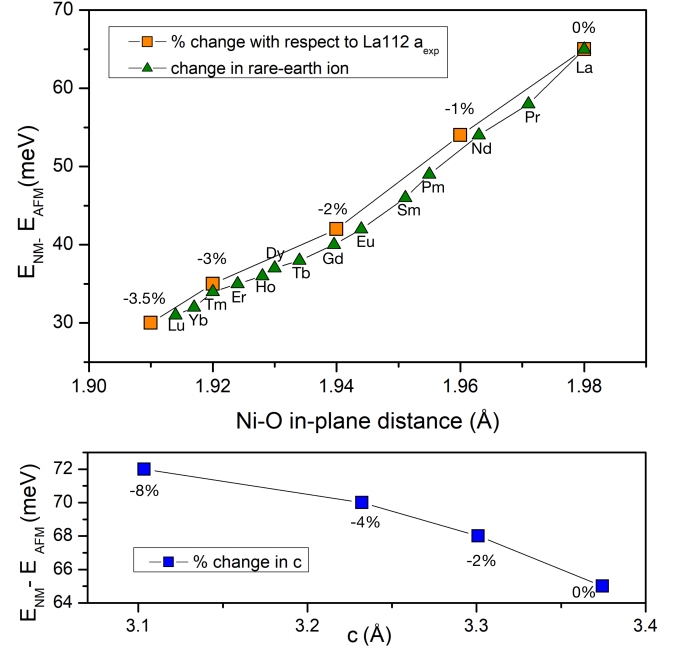 70
60
50
40
30
E_NM- E_AFM(meV)
% change with respect to La112 a_exp
change in rare-earth ion
0%
La
Pr
-1%
Nd
Pm
Sm
-2%
Eu
Gd
Tb
Dy
Ho
Er
-3%
Tm
Yb
Lu
-3.5%
1.90 1.92 1.94 1.96 1.98
Ni-O in-plane distance (Å)
72
70
68
66
64
E_NM- E_AFM(meV)
-8%
-4%
-2%
0%
% change in c
3.1 3.2 3.3 3.4
c (Å)